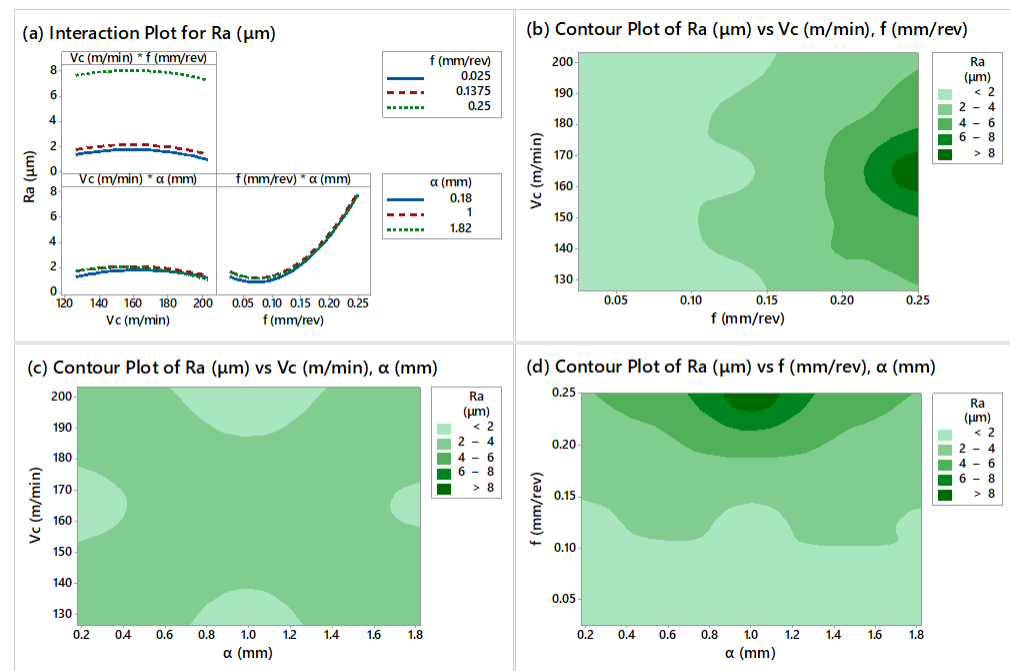 (a) Interaction Plot for Ra (µm)
Vc (m/min) * f (mm/rev)
8
6
4
2
0
f (mm/rev)
0.025
0.1375
0.25
Ra (µm)
Vc (m/min) * α (mm)
f (mm/rev) * α (mm)
8
6
4
2
0
α (mm)
0.18
1
1.82
120 140 160 180 200
0.05 0.10 0.15 0.20 0.25
Vc (m/min)
f (mm/rev)
(b) Contour Plot of Ra (µm) vs Vc (m/min), f (mm/rev)
Vc (m/min)
200
190
180
170
160
150
140
130
0.05 0.10 0.15 0.20 0.25
f (mm/rev)
Ra
(µm)
< 2
2 – 4
4 – 6
6 – 8
> 8
(c) Contour Plot of Ra (µm) vs Vc (m/min), α (mm)
Vc (m/min)
200
190
180
170
160
150
140
130
0.2 0.4 0.6 0.8 1.0 1.2 1.4 1.6 1.8
α (mm)
Ra
(µm)
< 2
2 – 4
4 – 6
6 – 8
> 8
(d) Contour Plot of Ra (µm) vs f (mm/rev), α (mm)
f (mm/rev)
0.25
0.20
0.15
0.10
0.05
0.2 0.4 0.6 0.8 1.0 1.2 1.4 1.6 1.8
α (mm)
Ra
(µm)
< 2
2 – 4
4 – 6
6 – 8
> 8